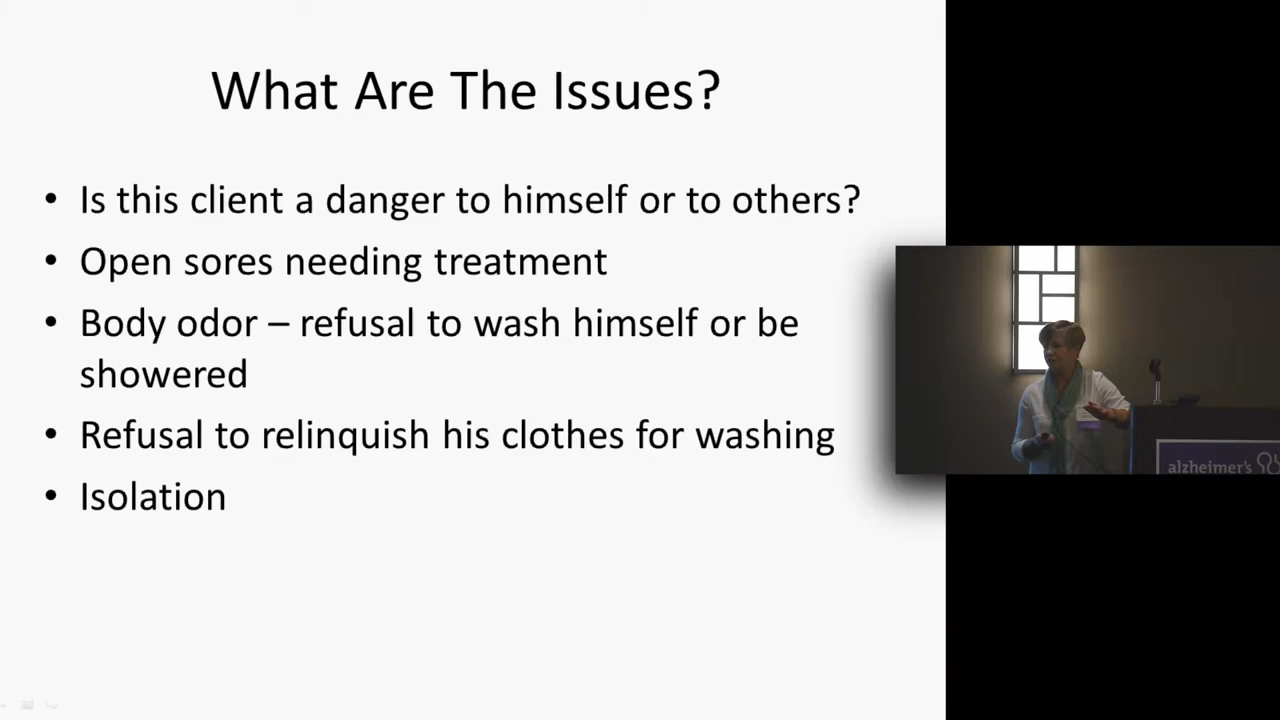 What Are The Issues?
• Is this client a danger to himself or to others?
• Open sores needing treatment
• Body odor – refusal to wash himself or be
showered
• Refusal to relinquish his clothes for washing
• Isolation
alzheimer's